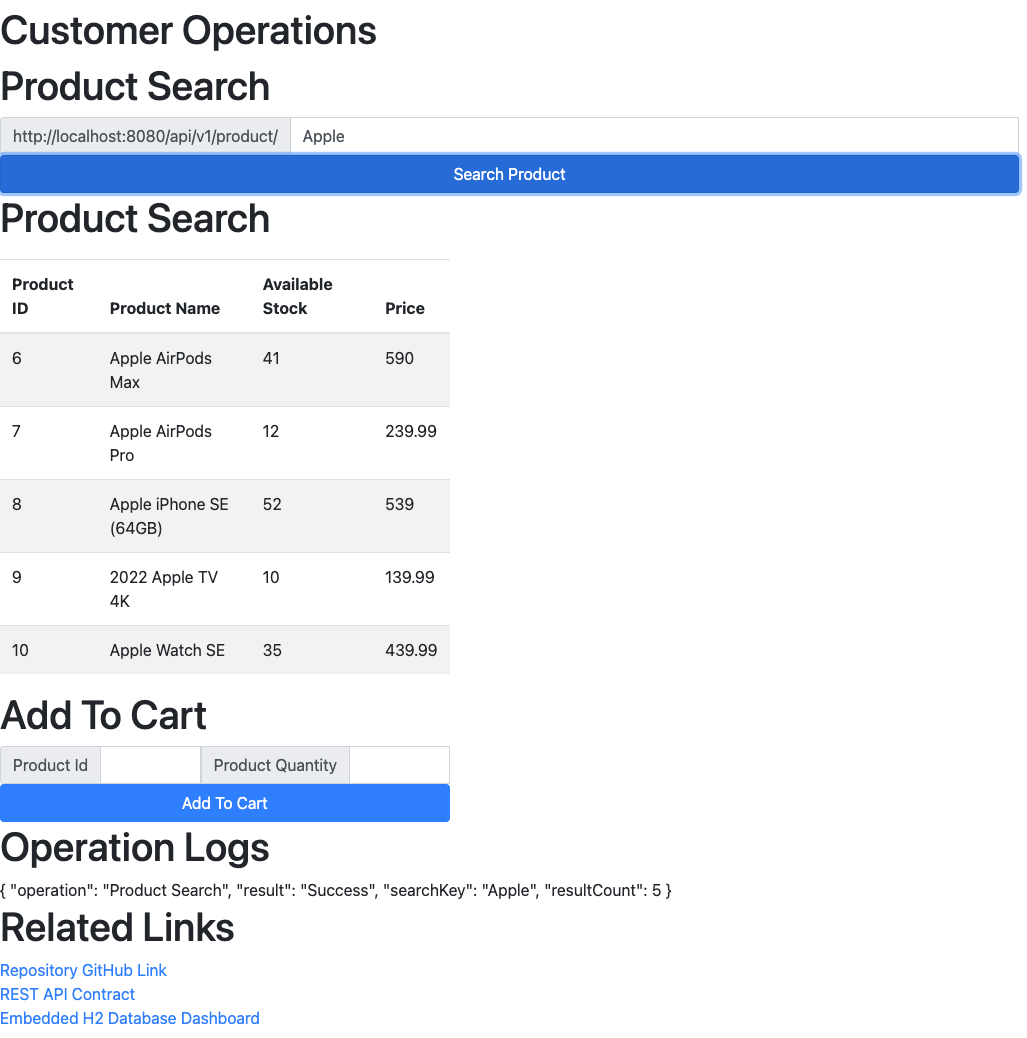 Customer Operations
Product Search
http://localhost:8080/api/v1/product/ Apple
Search Product
Product Search
Product ID Product Name Available Stock Price
6 Apple AirPods Max 41 590
7 Apple AirPods Pro 12 239.99
8 Apple iPhone SE (64GB) 52 539
9 2022 Apple TV 4K 10 139.99
10 Apple Watch SE 35 439.99
Add To Cart
Product Id Product Quantity
Add To Cart
Operation Logs
{ "operation": "Product Search", "result": "Success", "searchKey": "Apple", "resultCount": 5 }
Related Links
Repository GitHub Link
REST API Contract
Embedded H2 Database Dashboard